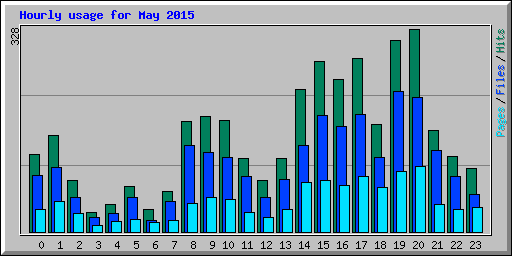 Hourly usage for May 2015
328
Pages / Files / Hits
0 1 2 3 4 5 6 7 8 9 10 11 12 13 14 15 16 17 18 19 20 21 22 23